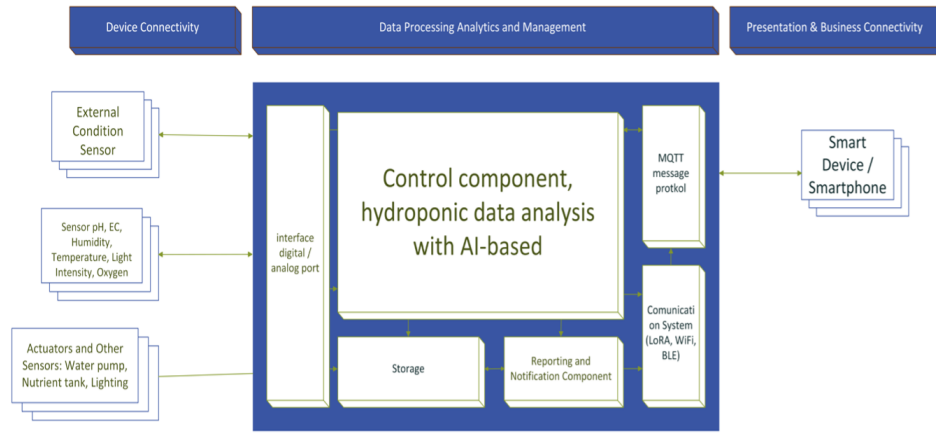 Device Connectivity
Data Processing Analytics and Management
Presentation & Business Connectivity
External
Condition
Sensor
Sensor pH, EC,
Humidity,
Temperature, Light
Intensity, Oxygen
Actuators and Other
Sensors: Water pump,
Nutrient tank, Lighting
interface
digital /
analog port
Control component,
hydroponic data analysis
with AI-based
Storage
Reporting and
Notification Component
MQTT
message
protkol
Comunicati
on System
(LoRA, WiFi,
BLE)
Smart
Device /
Smartphone